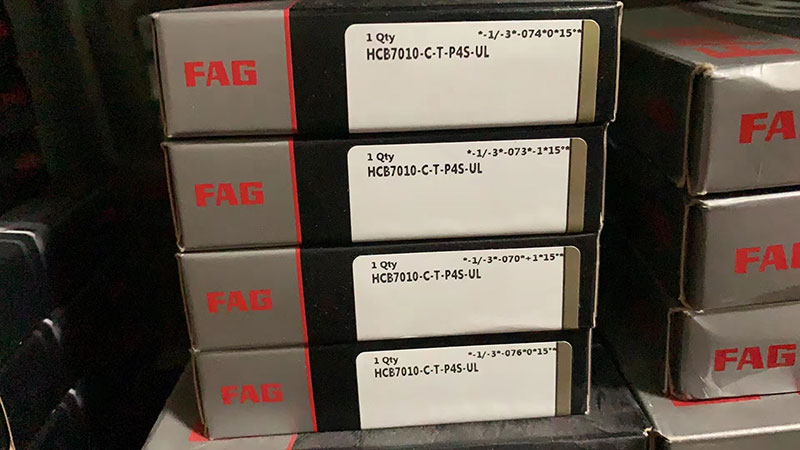 FAG
1 Qty *-1/-3*-074*0*15°*
HCB7010-C-T-P4S-UL
FAG
1 Qty *-1/-3*-073*-1*15°*
HCB7010-C-T-P4S-UL
FAG
1 Qty *-1/-3*-070*+1*15°*
HCB7010-C-T-P4S-UL
FAG
1 Qty *-1/-3*-076*0*15°*
HCB7010-C-T-P4S-UL
FA
FA
FAG